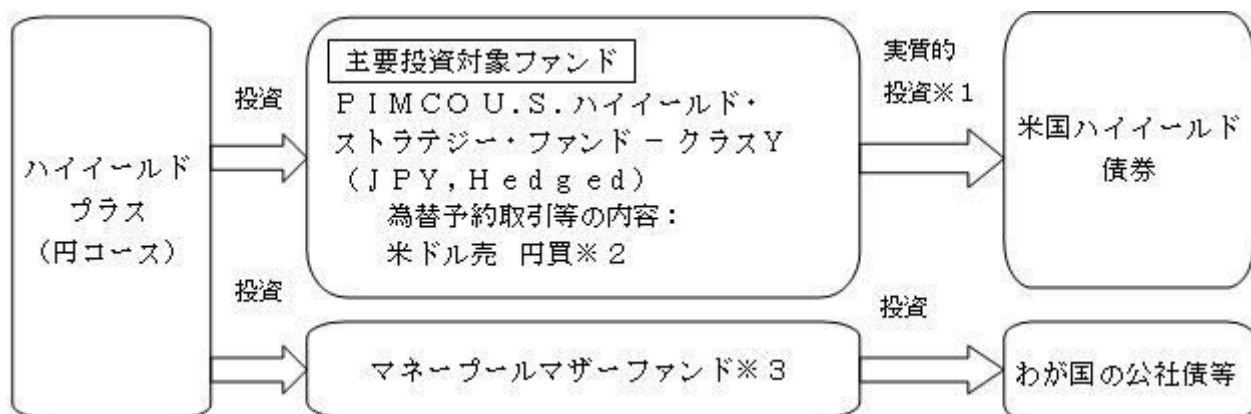 ハイイールド
プラス
（円コース）
投資
主要投資対象ファンド
ＰＩＭＣＯ Ｕ.Ｓ.ハイイールド・
ストラテジー・ファンド－クラスＹ
（ＪＰＹ,Ｈｅｄｇｅｄ）
為替予約取引等の内容：
米ドル売　円買※２
実質的
投資※１
米国ハイイールド
債券
投資
マネープールマザーファンド※３
投資
わが国の公社債等